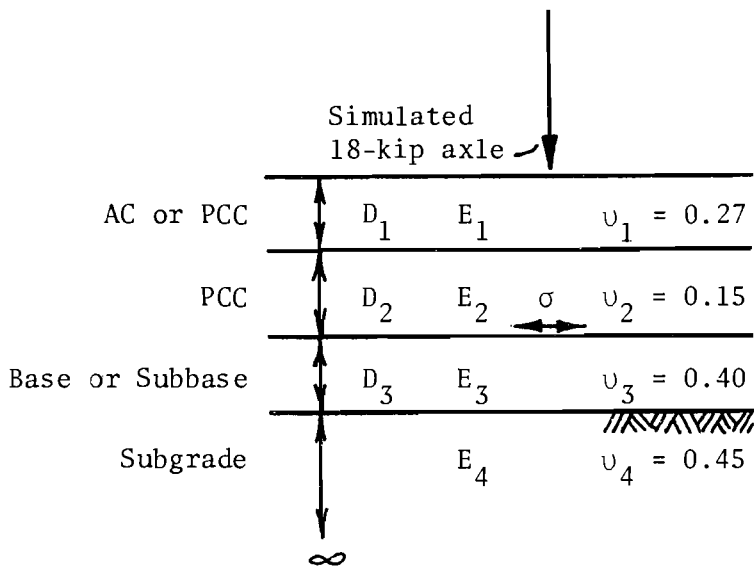 Simulated
18-kip axle
AC or PCC D₁ E₁ υ₁ = 0.27
PCC D₂ E₂ σ υ₂ = 0.15
Base or Subbase D₃ E₃ υ₃ = 0.40
Subgrade E₄ υ₄ = 0.45
∞